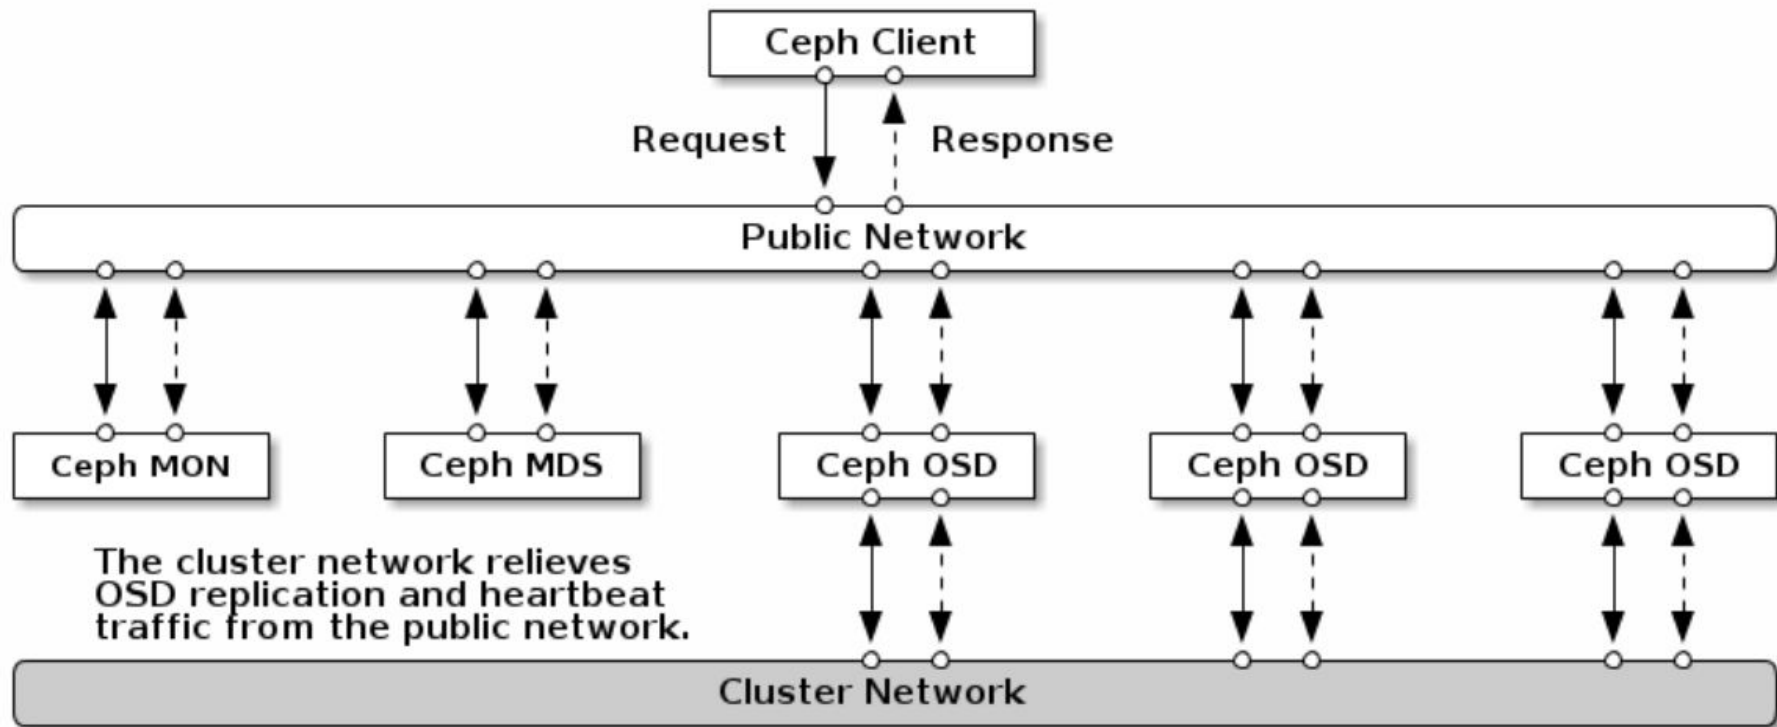 Ceph Client
Request
Response
Public Network
Ceph MON
Ceph MDS
Ceph OSD
Ceph OSD
Ceph OSD
The cluster network relieves
OSD replication and heartbeat
traffic from the public network.
Cluster Network